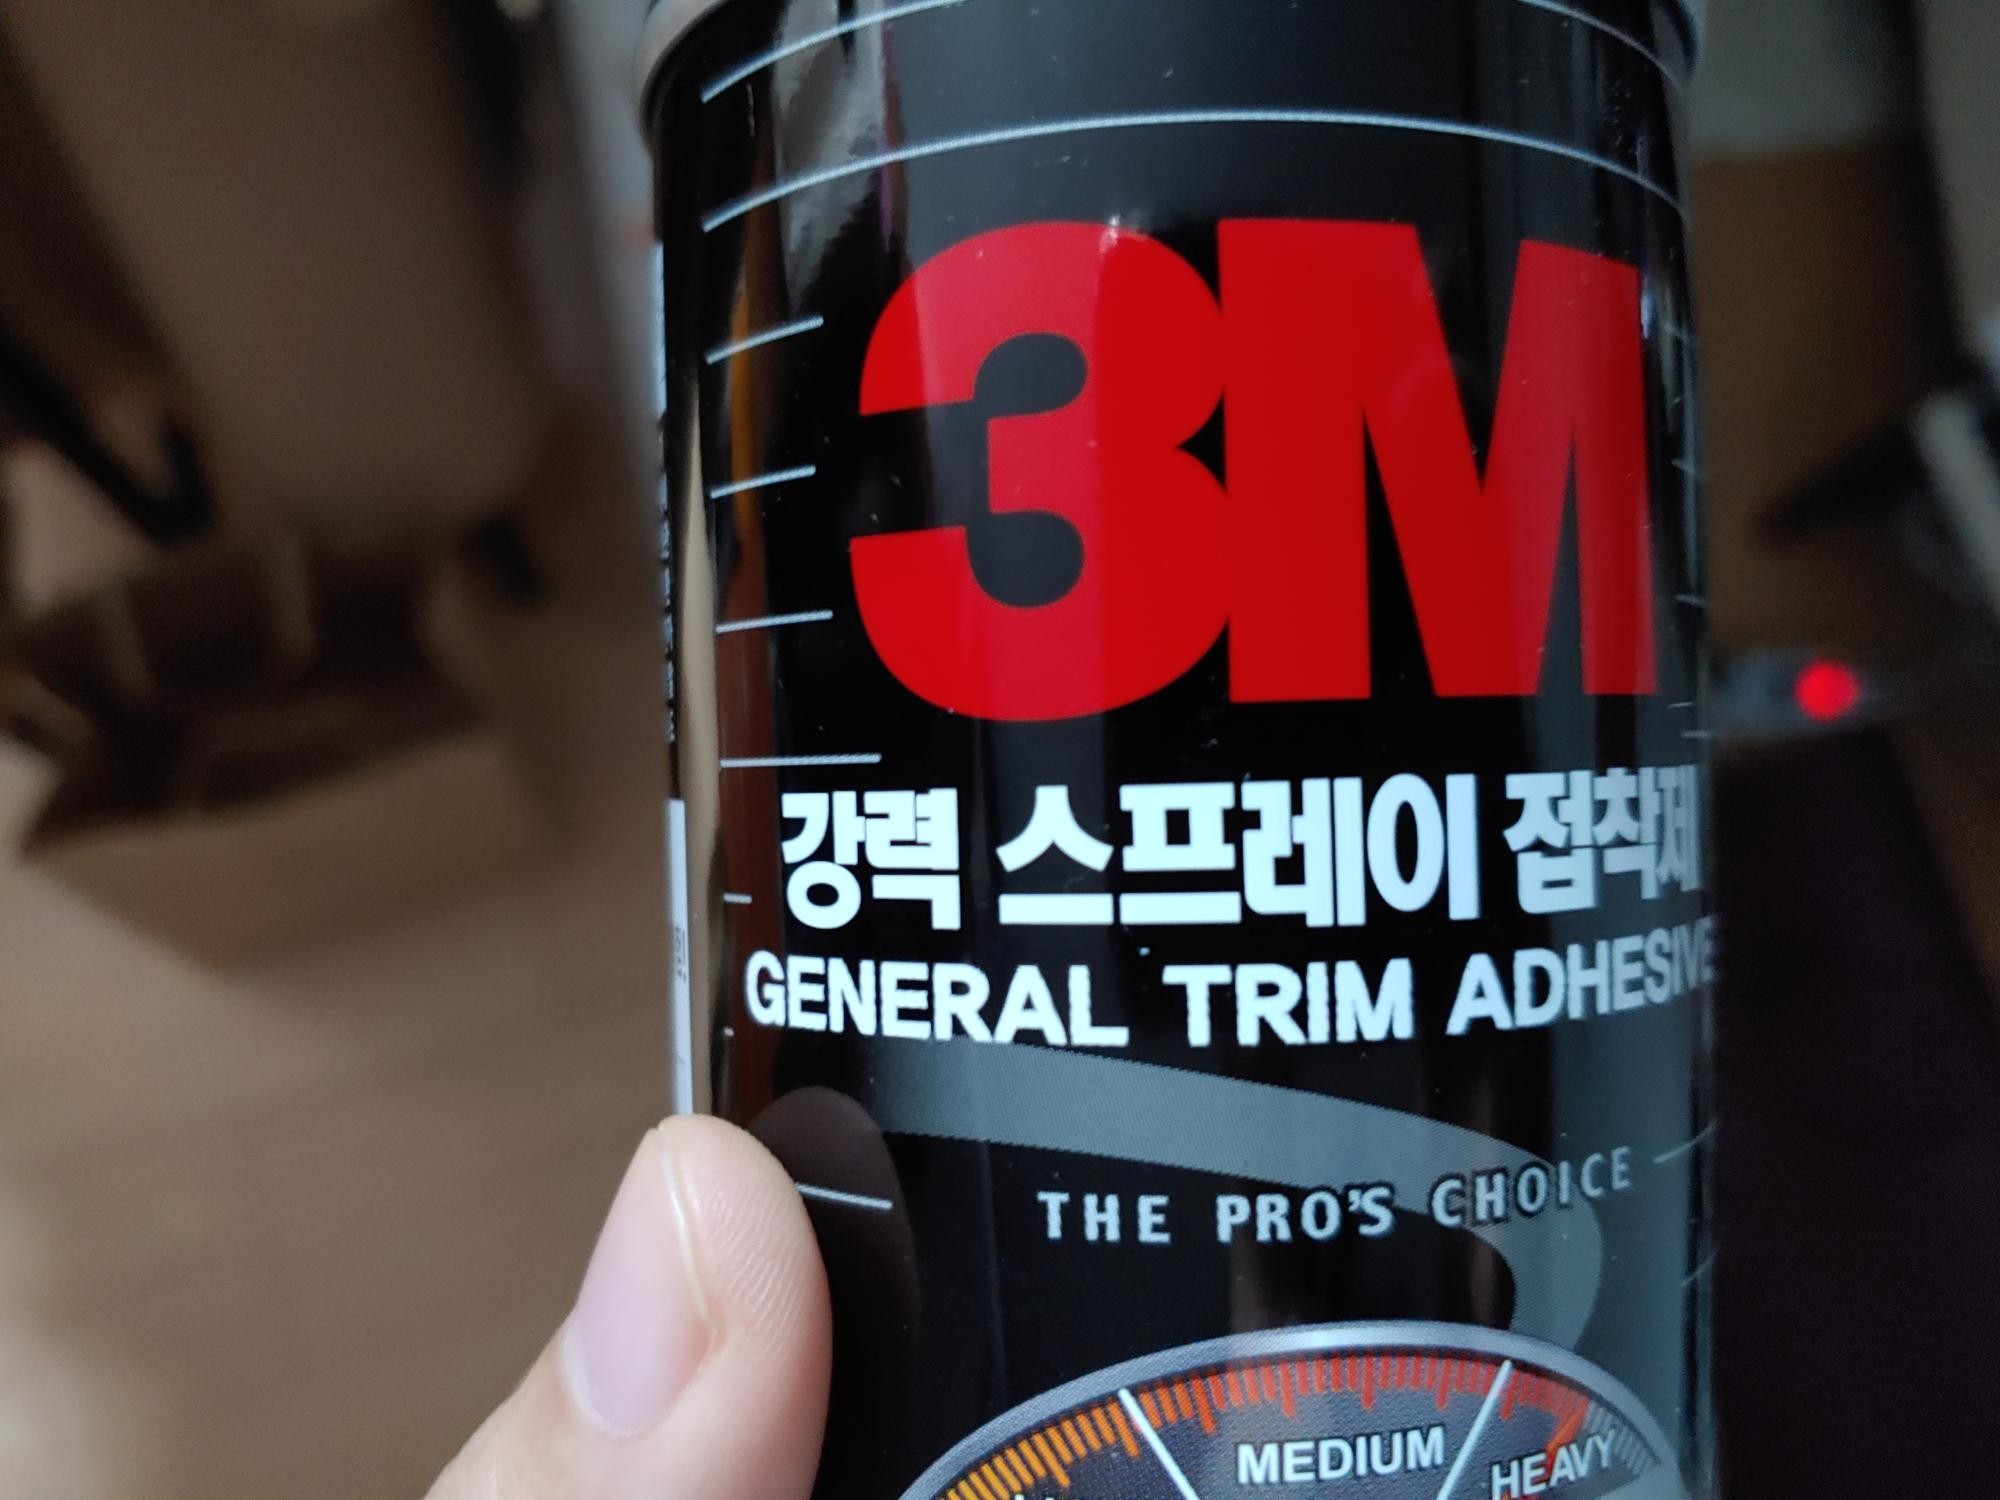 3M
강력 스프레이 접착제
GENERAL TRIM ADHESIVE
THE PRO'S CHOICE
MEDIUM
HEAVY